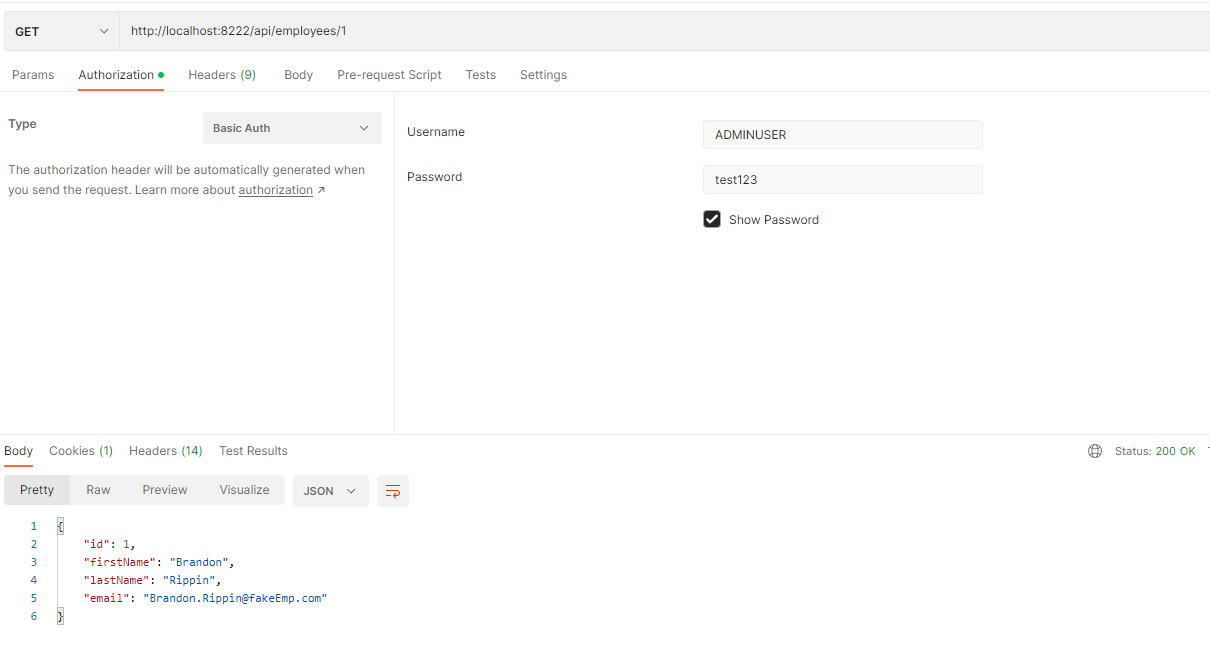 GET http://localhost:8222/api/employees/1
Params Authorization Headers (9) Body Pre-request Script Tests Settings
Type Basic Auth
The authorization header will be automatically generated when
you send the request. Learn more about authorization ↗
Username ADMINUSER
Password test123
Show Password
Body Cookies (1) Headers (14) Test Results Status: 200 OK
Pretty Raw Preview Visualize JSON
1 {
2 "id": 1,
3 "firstName": "Brandon",
4 "lastName": "Rippin",
5 "email": "Brandon.Rippin@fakeEmp.com"
6 }